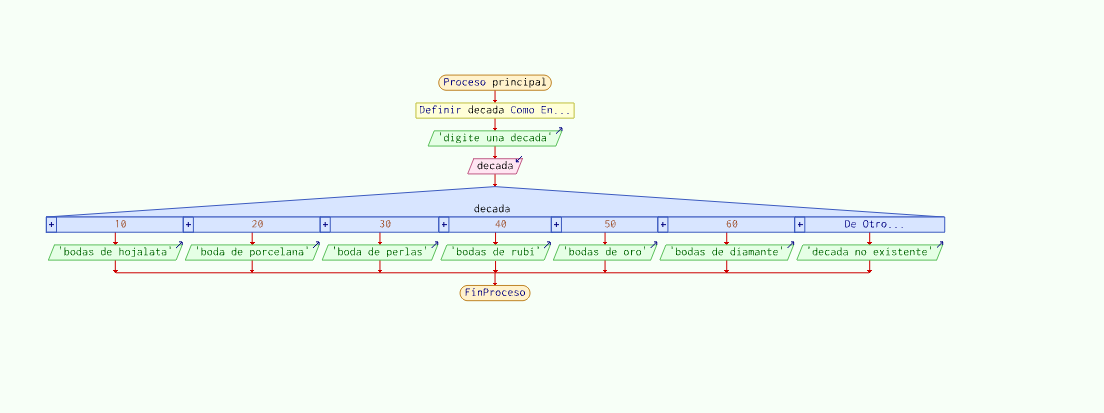 Proceso principal
Definir decada Como En...
'digite una decada'
decada
decada
+ 10 + 20 + 30 + 40 + 50 + 60 + De Otro...
'bodas de hojalata' 'boda de porcelana' 'boda de perlas' 'bodas de rubi' 'bodas de oro' 'bodas de diamante' 'decada no existente'
FinProceso